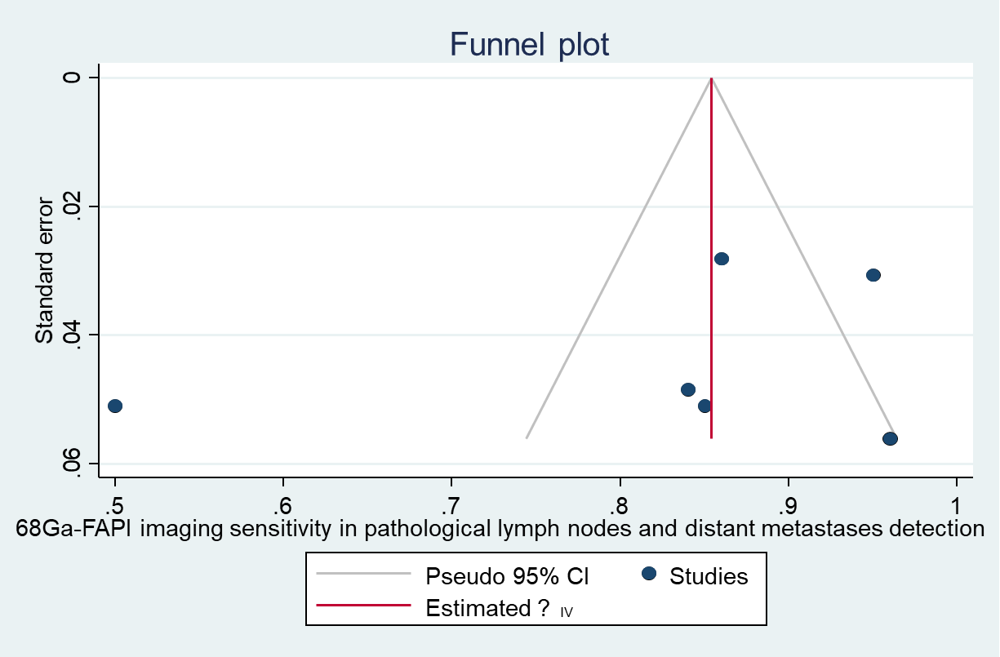 Funnel plot
Standard error
0
.02
.04
.06
.5 .6 .7 .8 .9 1
68Ga-FAPI imaging sensitivity in pathological lymph nodes and distant metastases detection
Pseudo 95% CI Studies
Estimated ? IV